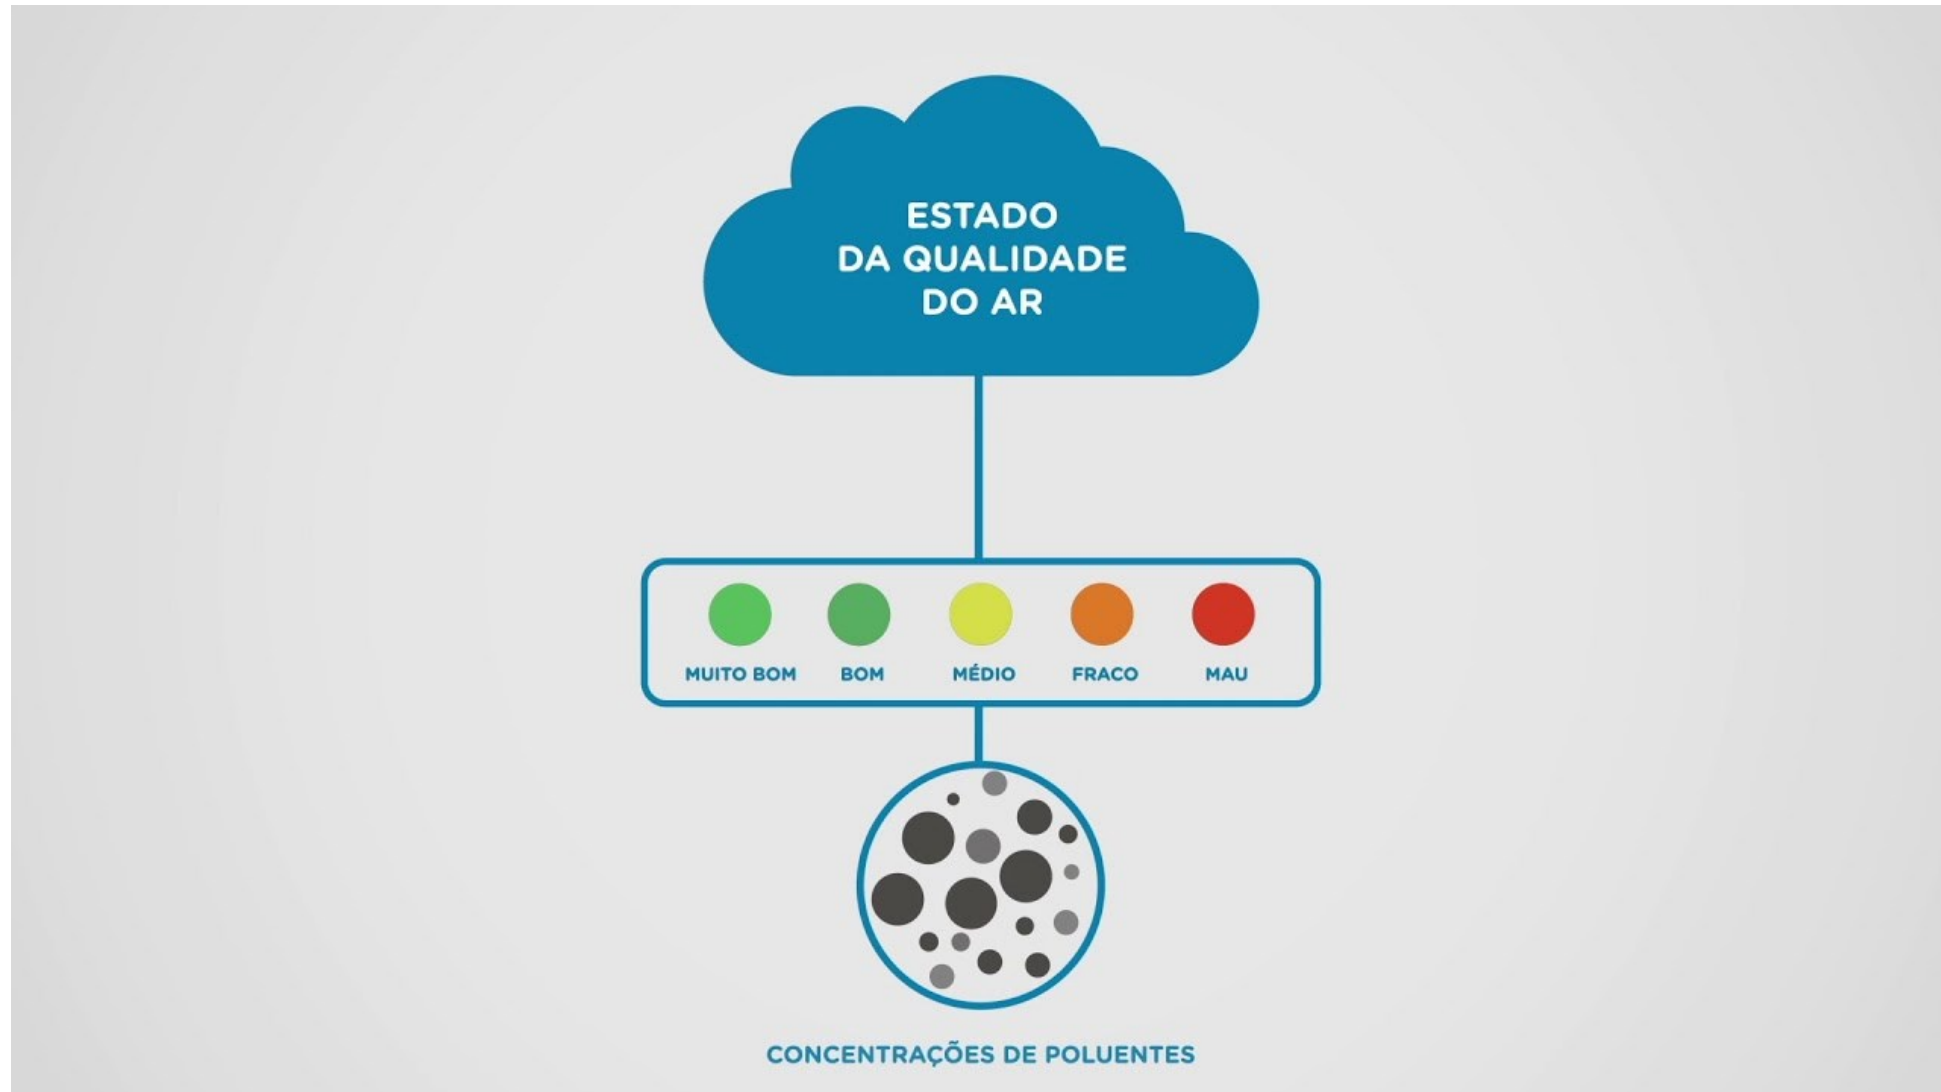 ESTADO
DA QUALIDADE
DO AR
MUITO BOM BOM MÉDIO FRACO MAU
CONCENTRAÇÕES DE POLUENTES